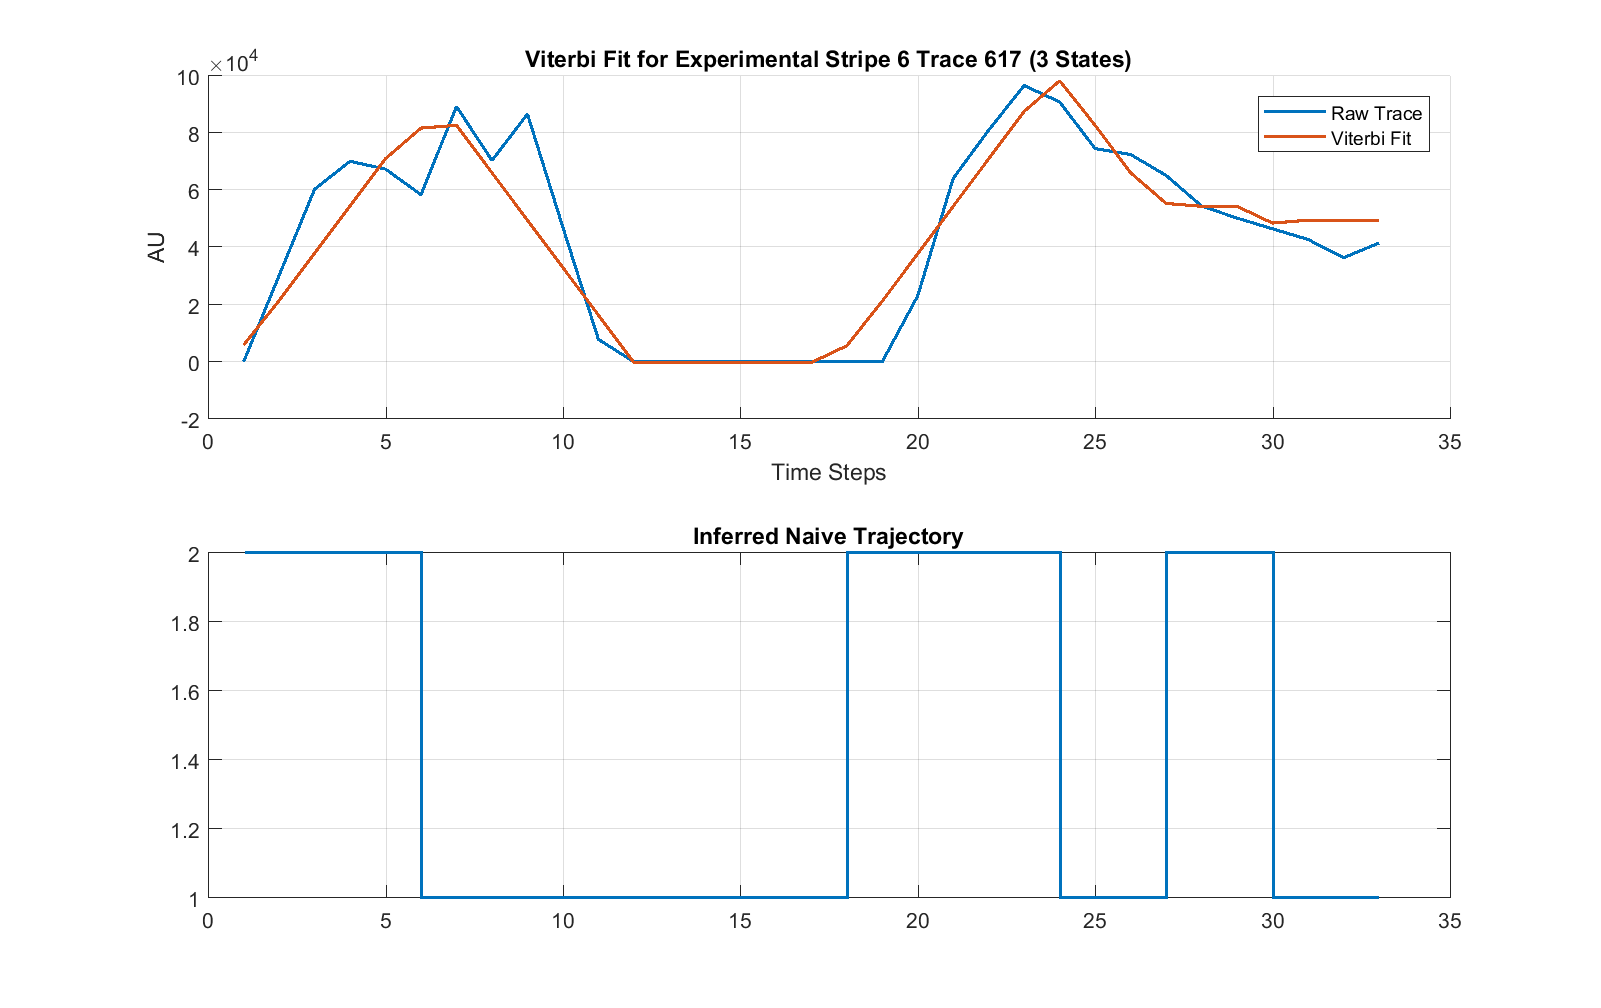 Viterbi Fit for Experimental Stripe 6 Trace 617 (3 States)
×10⁴
10
8
6
4
2
0
-2
AU
Raw Trace
Viterbi Fit
0 5 10 15 20 25 30 35
Time Steps
Inferred Naive Trajectory
2
1.8
1.6
1.4
1.2
1
0 5 10 15 20 25 30 35